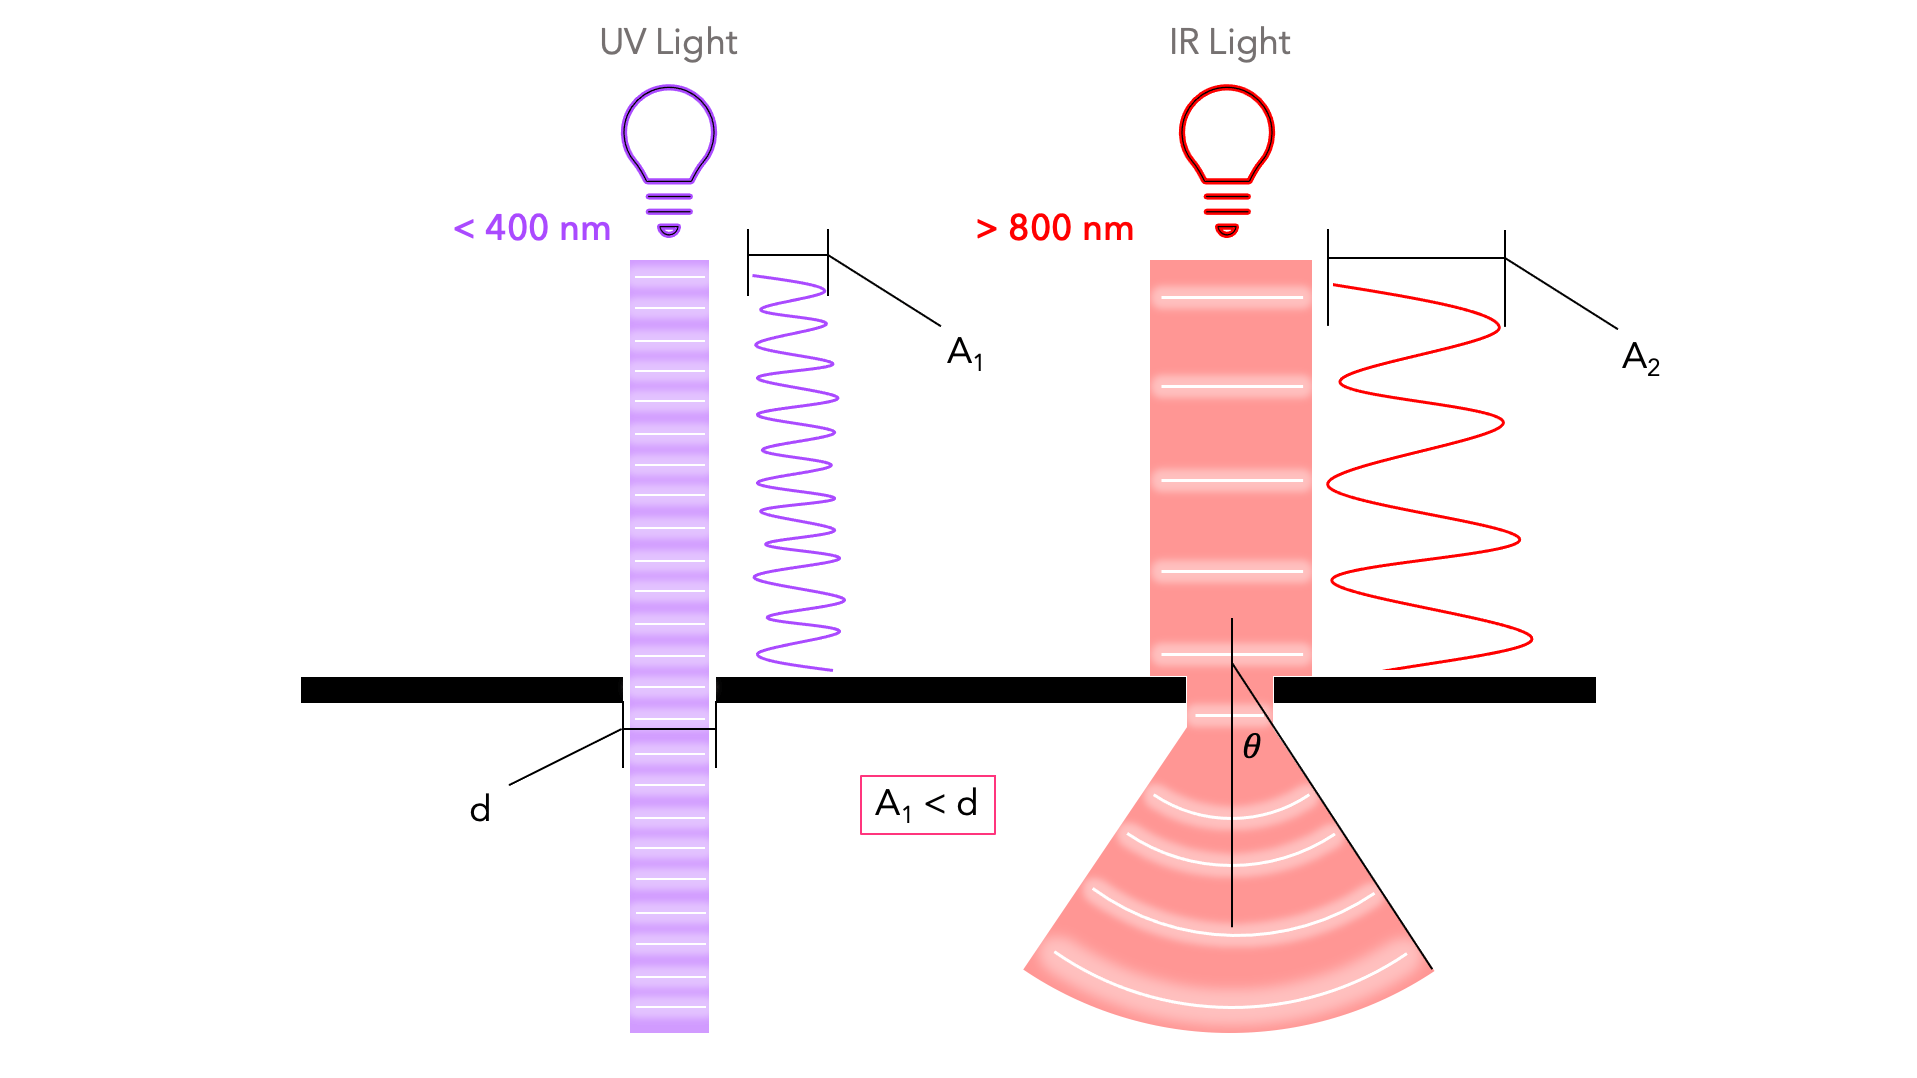 UV Light
IR Light
< 400 nm
> 800 nm
A₁
A₂
θ
d
A₁ < d